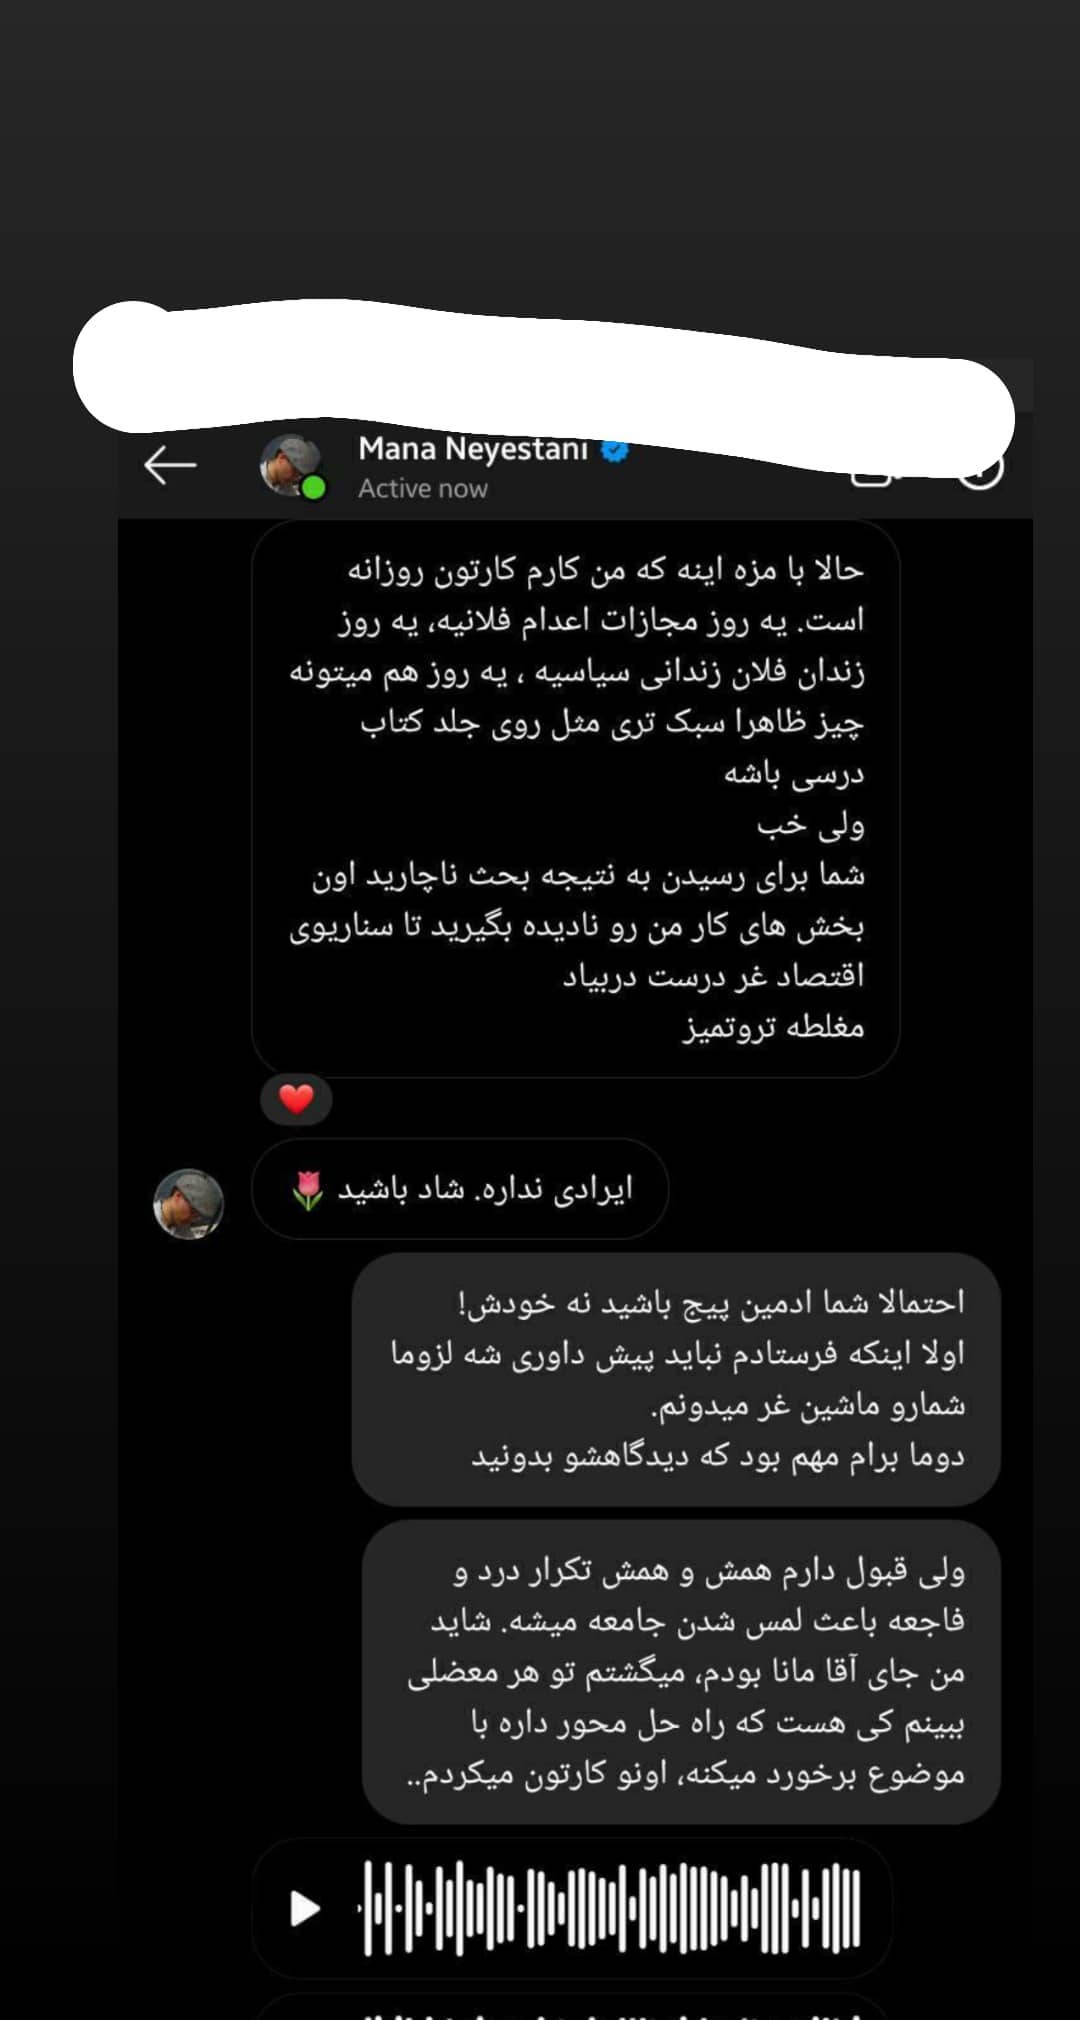 Mana Neyestani
Active now
حالا با مزه اینه که من کارم کارتون روزانه
است. یه روز مجازات اعدام فلانیه، یه روز
زندان فلان زندانی سیاسیه ، یه روز هم میتونه
چیز ظاهرا سبک تری مثل روی جلد کتاب
درسی باشه
ولی خب
شما برای رسیدن به نتیجه بحث ناچارید اون
بخش های کار من رو نادیده بگیرید تا سناریوی
اقتصاد غر درست دربیاد
مغلطه تروتمیز
ایرادی نداره. شاد باشید 🌷
احتمالا شما ادمین پیج باشید نه خودش!
اولا اینکه فرستادم نباید پیش داوری شه لزوما
شمارو ماشین غر میدونم.
دوما برام مهم بود که دیدگاهشو بدونید
ولی قبول دارم همش و همش تکرار درد و
فاجعه باعث لمس شدن جامعه میشه. شاید
من جای آقا مانا بودم، میگشتم تو هر معضلی
ببینم کی هست که راه حل محور داره با
موضوع برخورد میکنه، اونو کارتون میکردم..